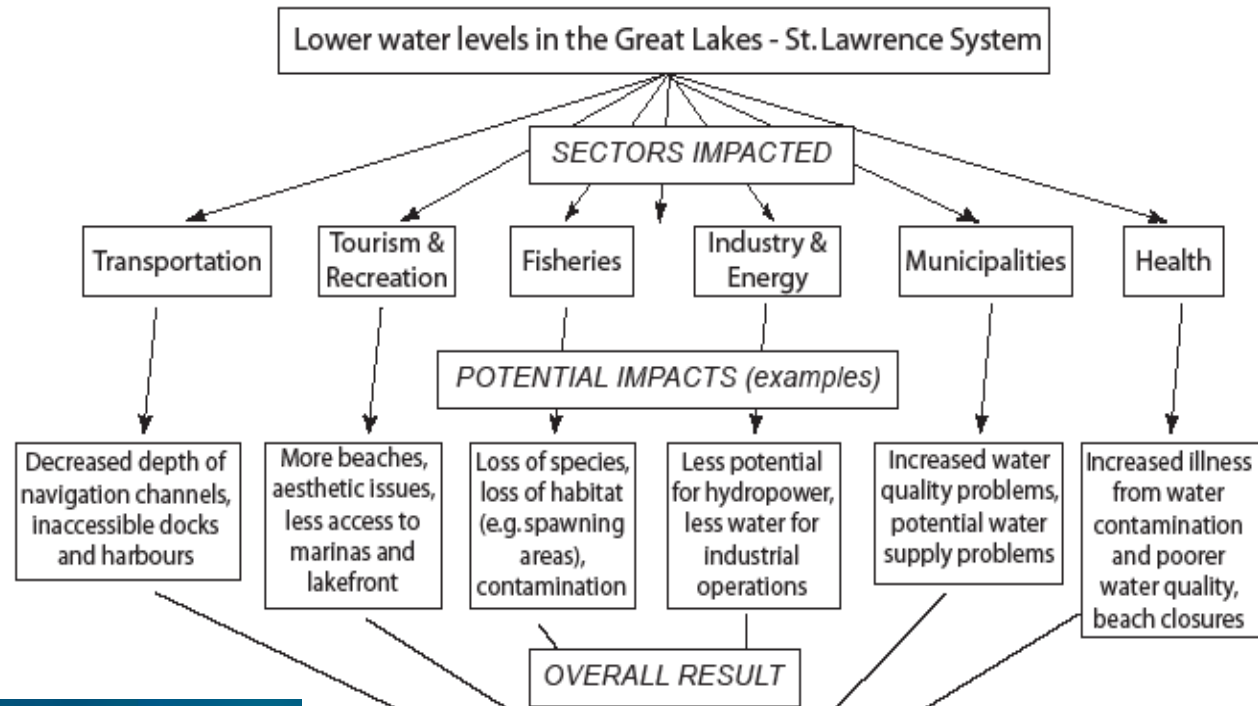 Lower water levels in the Great Lakes - St. Lawrence System
SECTORS IMPACTED
Transportation
Tourism &
Recreation
Fisheries
Industry &
Energy
Municipalities
Health
POTENTIAL IMPACTS (examples)
Decreased depth of
navigation channels,
inaccessible docks
and harbours
More beaches,
aesthetic issues,
less access to
marinas and
lakefront
Loss of species,
loss of habitat
(e.g. spawning
areas),
contamination
Less potential
for hydropower,
less water for
industrial
operations
Increased water
quality problems,
potential water
supply problems
Increased illness
from water
contamination
and poorer
water quality,
beach closures
OVERALL RESULT